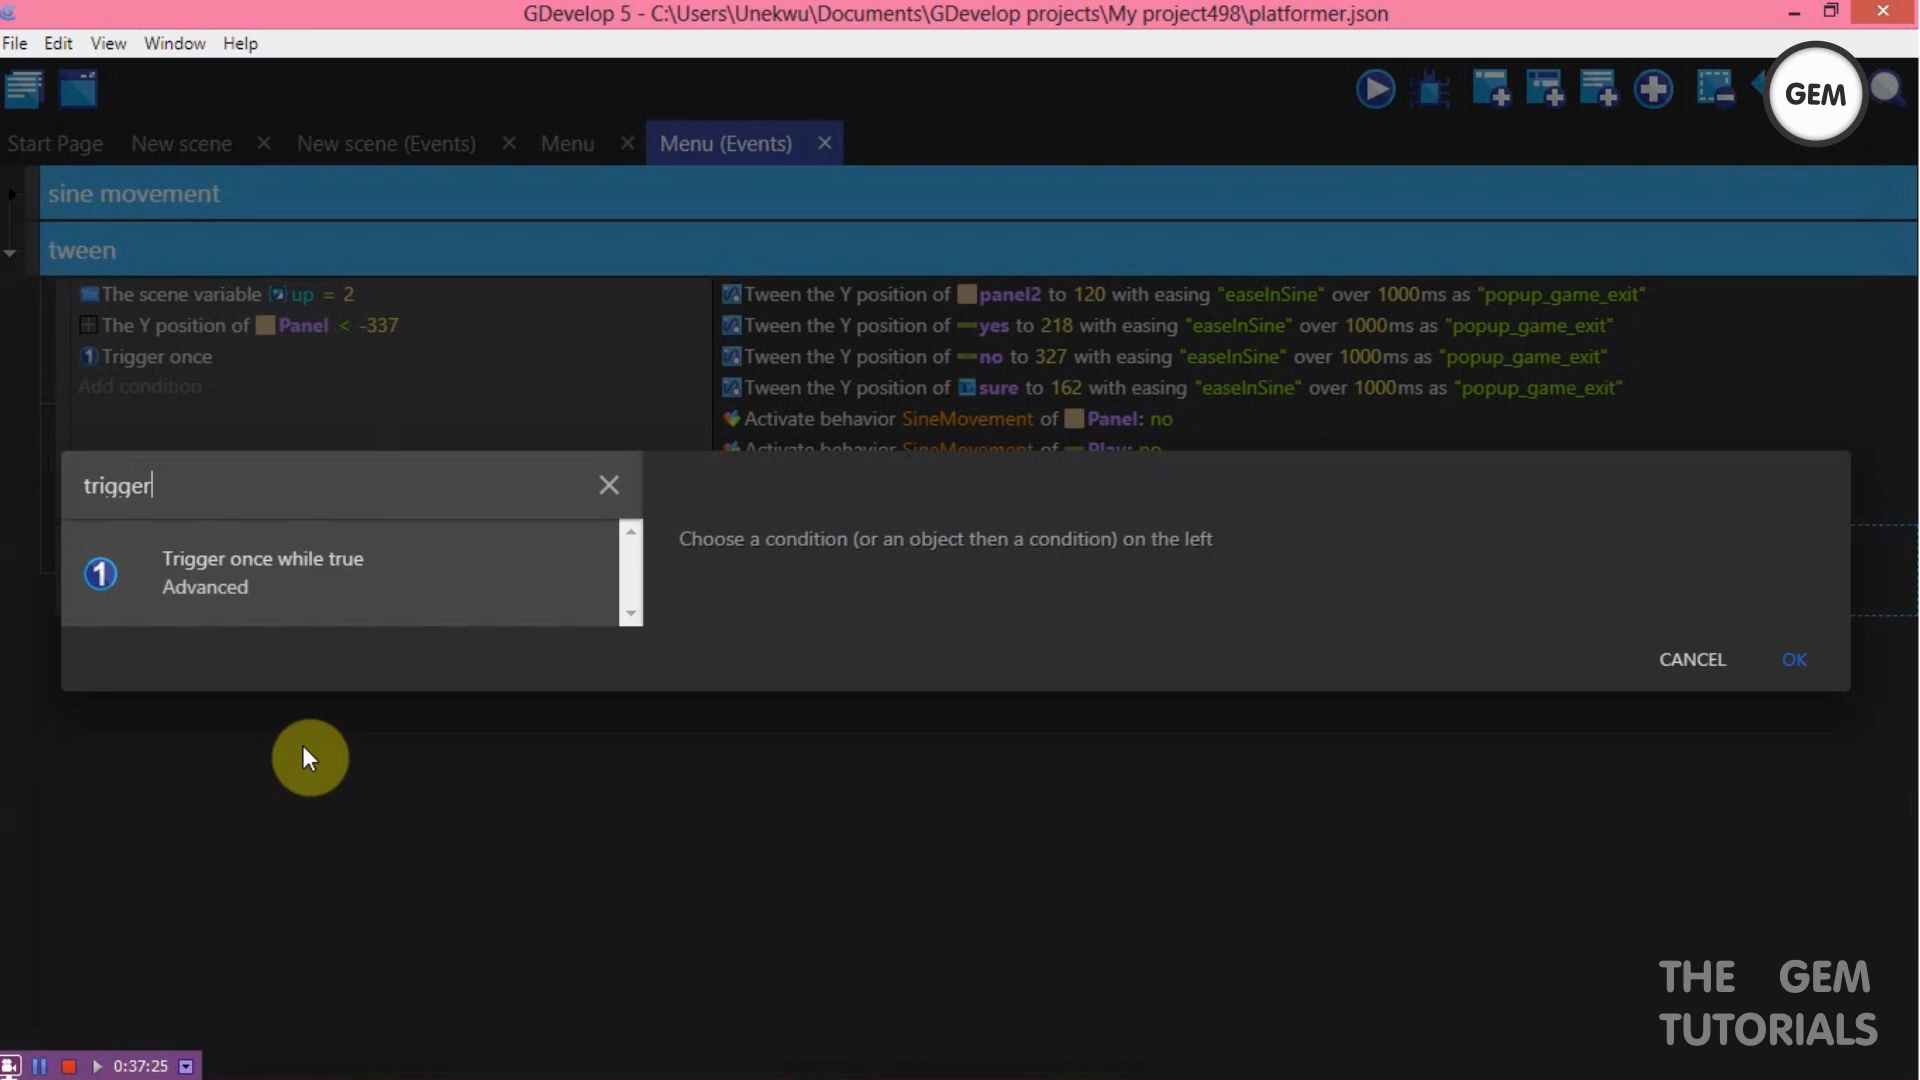 GDevelop 5 - C:\Users\Unekwu\Documents\GDevelop projects\My project498\platformer.json
File Edit View Window Help
GEM
Start Page New scene New scene (Events) Menu Menu (Events)
sine movement
tween
The scene variable up = 2
The Y position of Panel < -337
Trigger once
Add condition
Tween the Y position of panel2 to 120 with easing "easeInSine" over 1000ms as "popup_game_exit"
Tween the Y position of yes to 218 with easing "easeInSine" over 1000ms as "popup_game_exit"
Tween the Y position of no to 327 with easing "easeInSine" over 1000ms as "popup_game_exit"
Tween the Y position of sure to 162 with easing "easeInSine" over 1000ms as "popup_game_exit"
Activate behavior SineMovement of Panel: no
Activate behavior SineMovement of Play: no
trigger
Trigger once while true
Advanced
Choose a condition (or an object then a condition) on the left
CANCEL OK
THE GEM
TUTORIALS
0:37:25